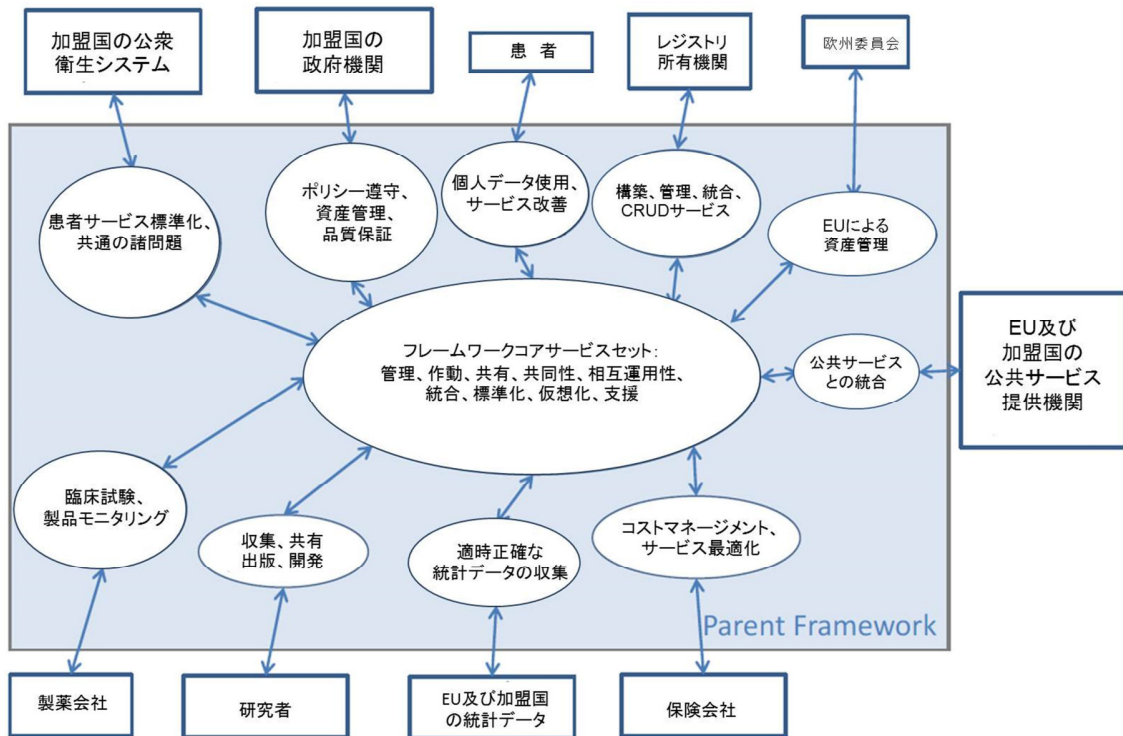 加盟国の公衆
衛生システム
加盟国の
政府機関
患 者
レジストリ
所有機関
欧州委員会
患者サービス標準化、
共通の諸問題
ポリシー遵守、
資産管理、
品質保証
個人データ使用、
サービス改善
構築、管理、統合、
CRUDサービス
EUによる
資産管理
フレームワークコアサービスセット:
管理、作動、共有、共同性、相互運用性、
統合、標準化、仮想化、支援
公共サービス
との統合
EU及び
加盟国の
公共サービス
提供機関
臨床試験、
製品モニタリング
収集、共有
出版、開発
適時正確な
統計データの収集
コストマネージメント、
サービス最適化
Parent Framework
製薬会社
研究者
EU及び加盟国
の統計データ
保険会社